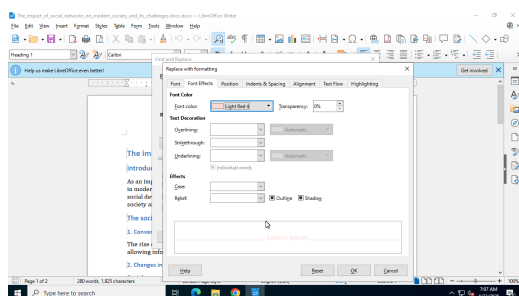 The_impact_of_social_networks_on_modern_society_and_its_challenges.docx.docx — LibreOffice Writer
File Edit View Insert Format Styles Table Form Tools Window Help
Heading 1
Calibri
Find and Replace
Help us make LibreOffice even better!
Get involved
Replace with formatting
Font Font Effects Position Indents & Spacing Alignment Text Flow Highlighting
Font Color
Font color: Light Red 4 Transparency: 0%
Text Decoration
Overlining: Automatic
Strikethrough:
Underlining: Automatic
Individual words
Effects
Case:
Relief: Outline Shadow
Lorem ipsum
Help Reset OK Cancel
The im
introdu
As an imp
in moder
social de
society a
The soci
1. Conver
The rise
allowing info
2. Changes in
Page 1 of 2 280 words, 1,825 characters 100%
Type here to search
7:07 AM